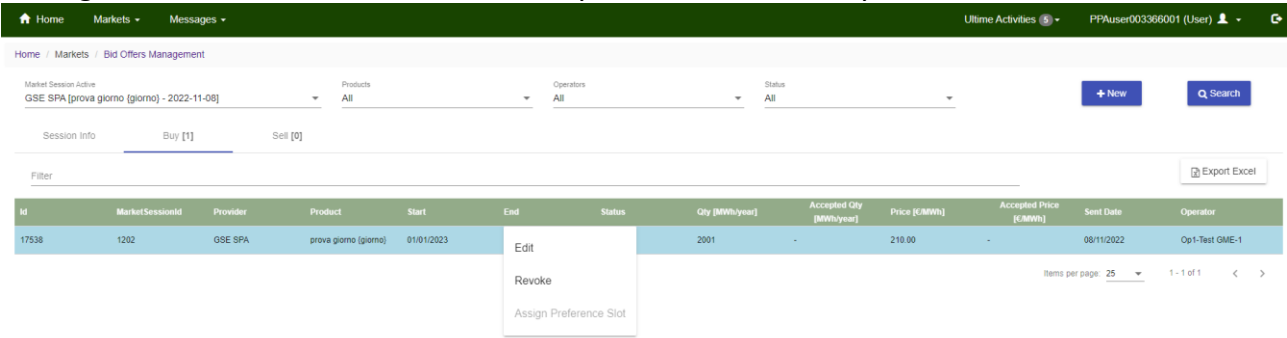 Home Markets Messages Ultime Activities 5 PPAuser003366001 (User)
Home / Markets / Bid Offers Management
Market Session Active Products Operators Status
GSE SPA [prova giorno {giorno} - 2022-11-08] All All All + New Search
Session Info Buy [1] Sell [0]
Filter Export Excel
Id MarketSessionId Provider Product Start End Status Qty [MWh/year] Accepted Qty [MWh/year] Price [€/MWh] Accepted Price [€/MWh] Sent Date Operator
17538 1202 GSE SPA prova giorno {giorno} 01/01/2023 2001 - 210.00 - 08/11/2022 Op1-Test GME-1
Edit
Revoke
Assign Preference Slot
Items per page: 25 1 - 1 of 1